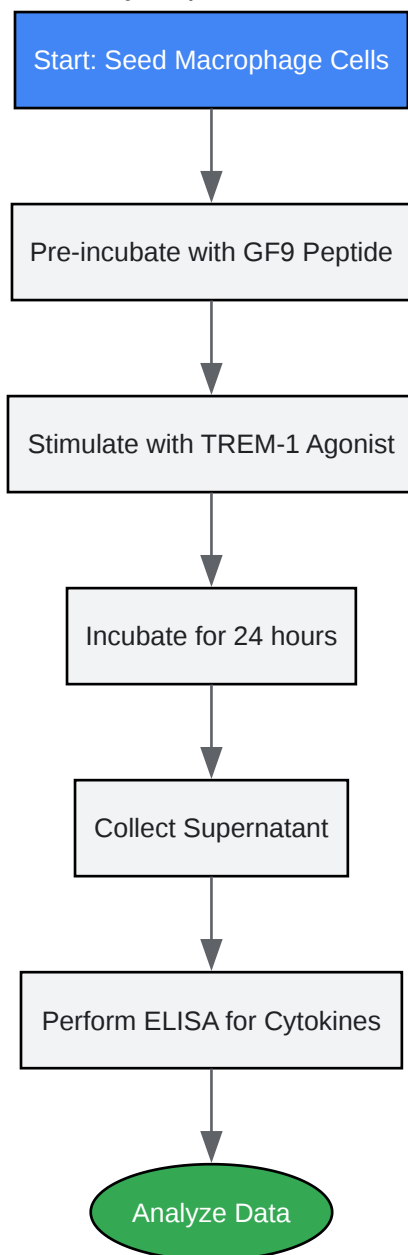 Start: Seed Macrophage Cells
Pre-incubate with GF9 Peptide
Stimulate with TREM-1 Agonist
Incubate for 24 hours
Collect Supernatant
Perform ELISA for Cytokines
Analyze Data